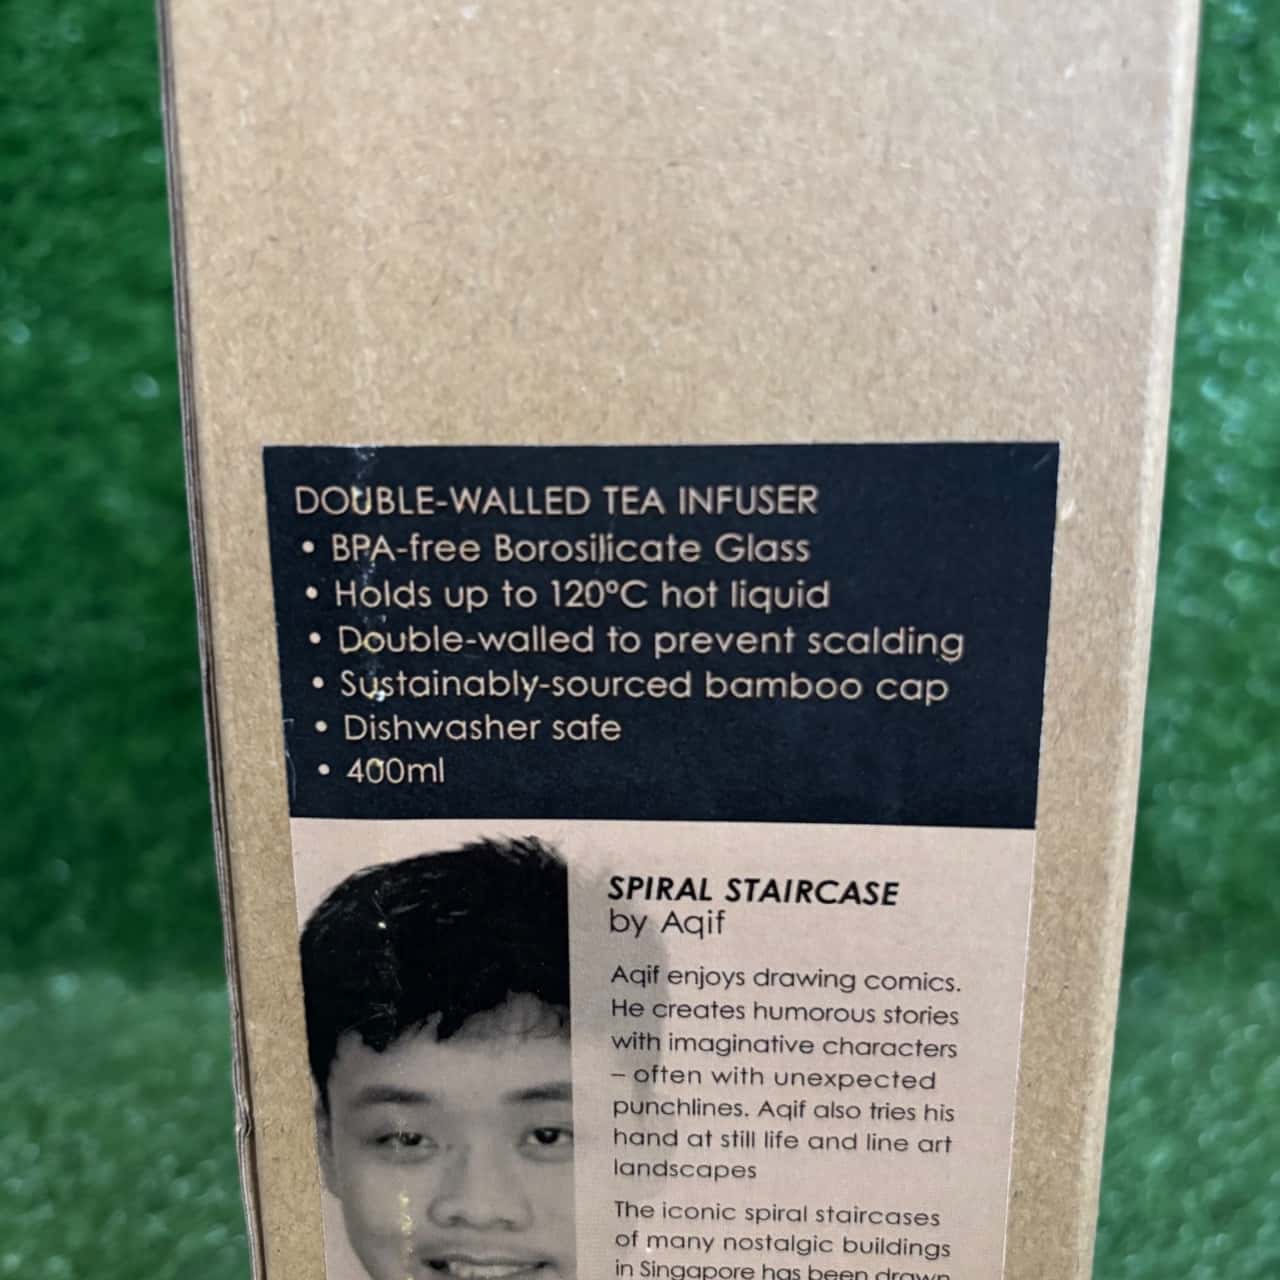 DOUBLE-WALLED TEA INFUSER
• BPA-free Borosilicate Glass
• Holds up to 120°C hot liquid
• Double-walled to prevent scalding
• Sustainably-sourced bamboo cap
• Dishwasher safe
• 400ml
SPIRAL STAIRCASE
by Aqif
Aqif enjoys drawing comics.
He creates humorous stories
with imaginative characters
– often with unexpected
punchlines. Aqif also tries his
hand at still life and line art
landscapes
The iconic spiral staircases
of many nostalgic buildings
in Singapore has been drawn